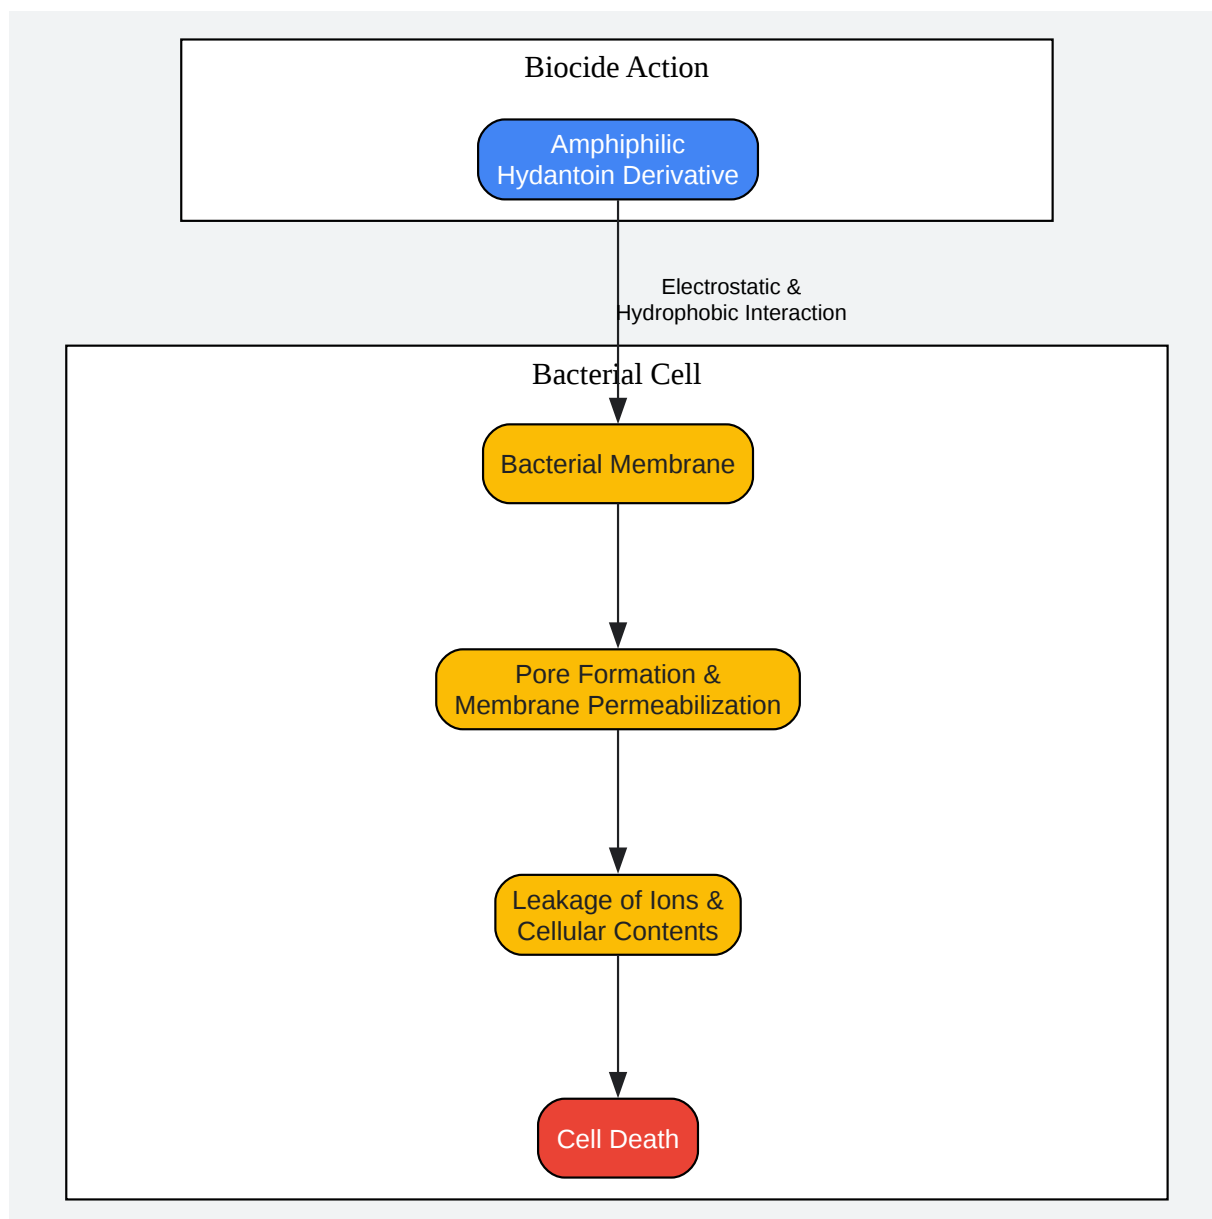 Biocide Action
Amphiphilic
Hydantoin Derivative
Electrostatic &
Hydrophobic Interaction
Bacterial Cell
Bacterial Membrane
Pore Formation &
Membrane Permeabilization
Leakage of Ions &
Cellular Contents
Cell Death